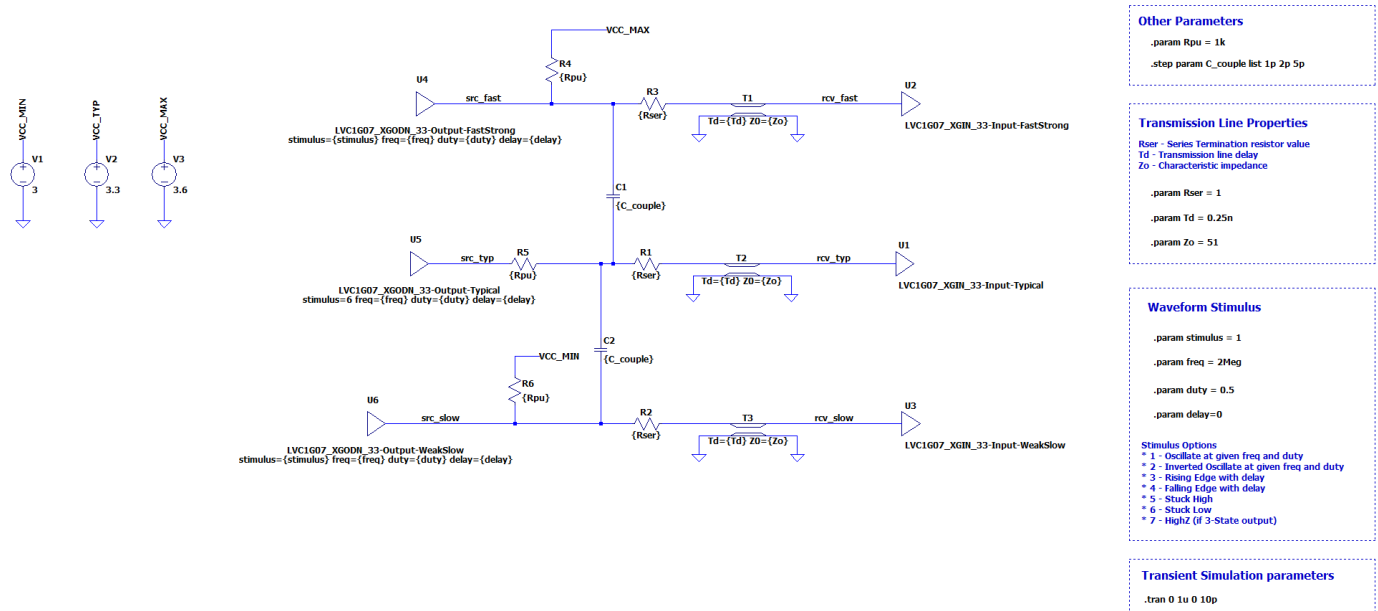 VCC_MIN
VCC_TYP
VCC_MAX
V1
3
V2
3.3
V3
3.6
VCC_MAX
R4
{Rpu}
U4
src_fast
LVC1G07_XGODN_33-Output-FastStrong
stimulus={stimulus} freq={freq} duty={duty} delay={delay}
R3
{Rser}
T1
Td={Td} Z0={Zo}
rcv_fast
U2
LVC1G07_XGIN_33-Input-FastStrong
C1
{C_couple}
U5
src_typ
R5
{Rpu}
LVC1G07_XGODN_33-Output-Typical
stimulus=6 freq={freq} duty={duty} delay={delay}
R1
{Rser}
T2
Td={Td} Z0={Zo}
rcv_typ
U1
LVC1G07_XGIN_33-Input-Typical
C2
{C_couple}
VCC_MIN
R6
{Rpu}
U6
src_slow
LVC1G07_XGODN_33-Output-WeakSlow
stimulus={stimulus} freq={freq} duty={duty} delay={delay}
R2
{Rser}
T3
Td={Td} Z0={Zo}
rcv_slow
U3
LVC1G07_XGIN_33-Input-WeakSlow
Other Parameters
.param Rpu = 1k
.step param C_couple list 1p 2p 5p
Transmission Line Properties
Rser - Series Termination resistor value
Td - Transmission line delay
Zo - Characteristic impedance
.param Rser = 1
.param Td = 0.25n
.param Zo = 51
Waveform Stimulus
.param stimulus = 1
.param freq = 2Meg
.param duty = 0.5
.param delay=0
Stimulus Options
* 1 - Oscillate at given freq and duty
* 2 - Inverted Oscillate at given freq and duty
* 3 - Rising Edge with delay
* 4 - Falling Edge with delay
* 5 - Stuck High
* 6 - Stuck Low
* 7 - HighZ (if 3-State output)
Transient Simulation parameters
.tran 0 1u 0 10p